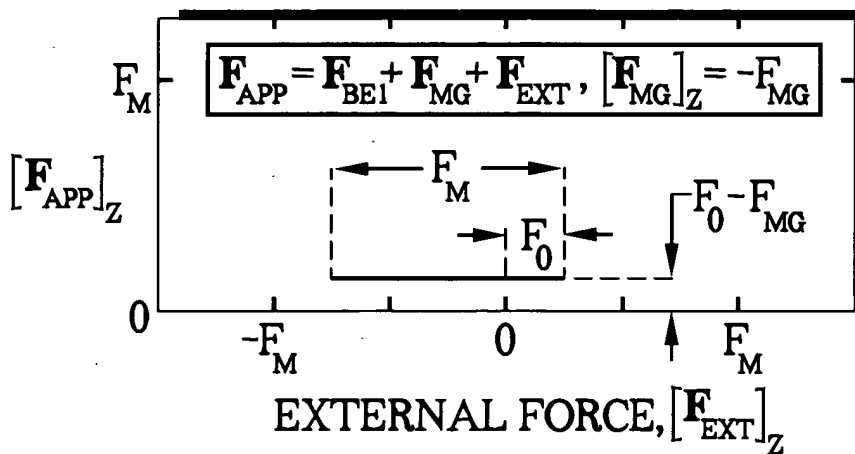 F_APP = F_BE1 + F_MG + F_EXT, [F_MG]_Z = -F_MG
F_M
[F_APP]_Z
F_M
F_0
F_0 - F_MG
0
-F_M
0
F_M
EXTERNAL FORCE, [F_EXT]_Z